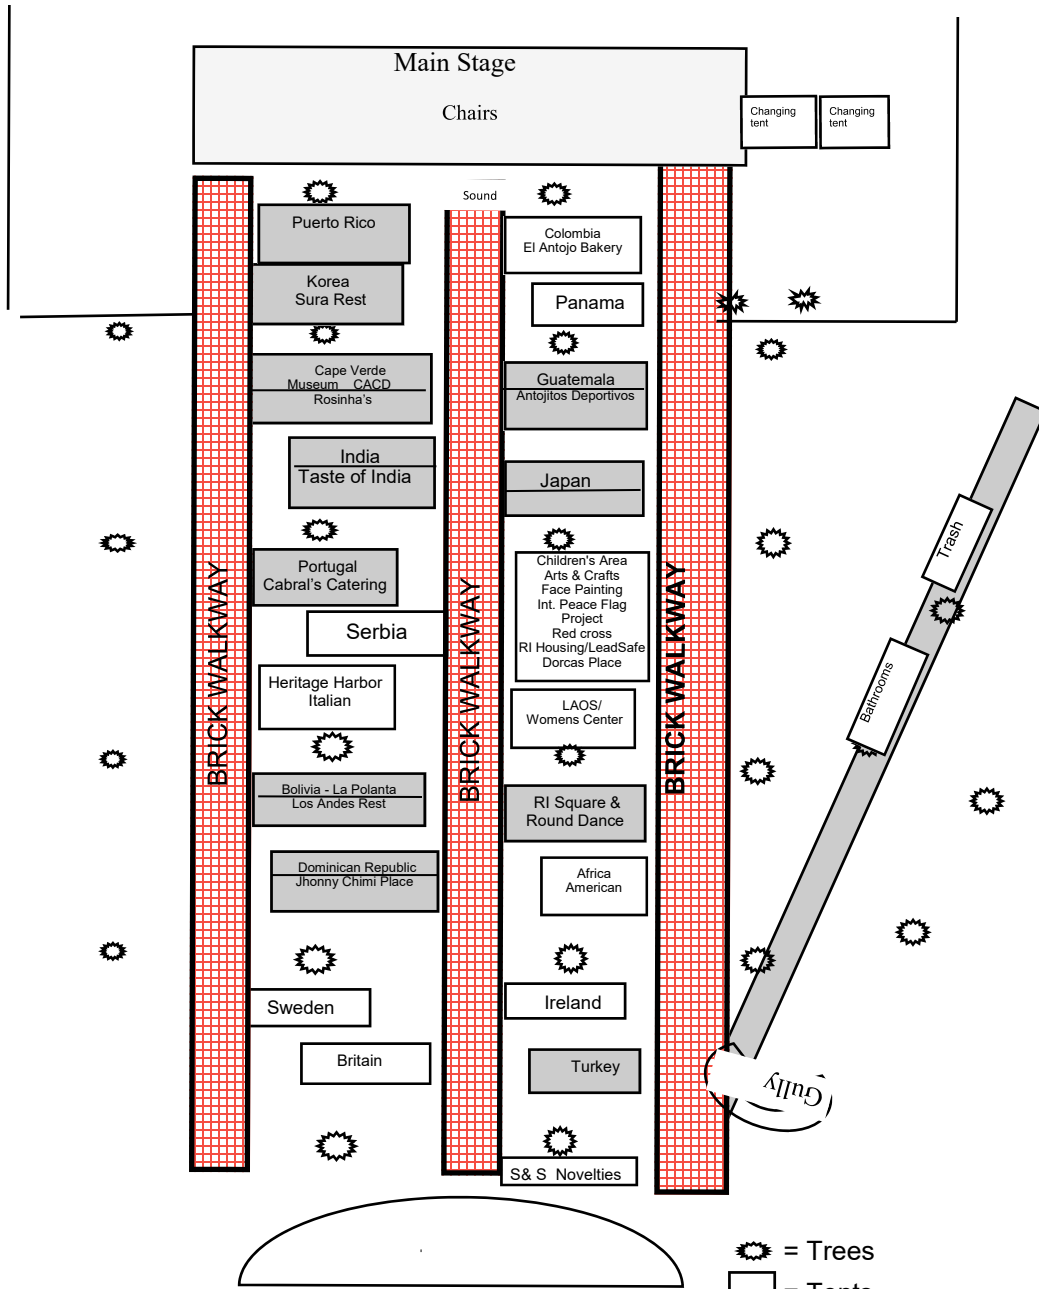 Main Stage
Chairs
Changing
tent
Changing
tent
Sound
Puerto Rico
Korea
Sura Rest
Cape Verde
Museum CACD
Rosinha's
India
Taste of India
Portugal
Cabral's Catering
Serbia
Heritage Harbor
Italian
Bolivia - La Polanta
Los Andes Rest
Dominican Republic
Jhonny Chimi Place
Sweden
Britain
Colombia
El Antojo Bakery
Panama
Guatemala
Antojitos Deportivos
Japan
Children's Area
Arts & Crafts
Face Painting
Int. Peace Flag
Project
Red cross
RI Housing/LeadSafe
Dorcas Place
LAOS/
Womens Center
RI Square &
Round Dance
Africa
American
Ireland
Turkey
S& S Novelties
BRICK WALKWAY
BRICK WALKWAY
BRICK WALKWAY
Trash
Bathrooms
Gully
= Trees
= Tents